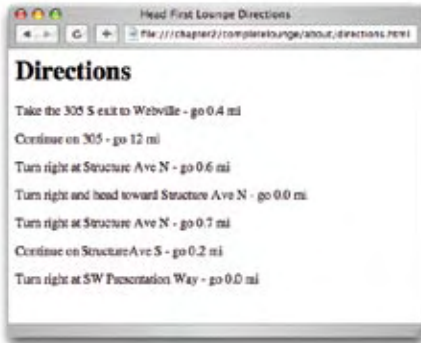 Head First Lounge Directions
file:///chapter2/completelounge/about/directions.html
Directions
Take the 305 S exit to Webville - go 0.4 mi
Continue on 305 - go 12 mi
Turn right at Structure Ave N - go 0.6 mi
Turn right and head toward Structure Ave N - go 0.0 mi
Turn right at Structure Ave N - go 0.7 mi
Continue on Structure Ave S - go 0.2 mi
Turn right at SW Presentation Way - go 0.0 mi